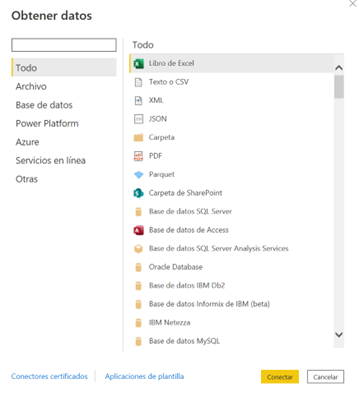 Obtener datos
Todo
Archivo
Base de datos
Power Platform
Azure
Servicios en línea
Otras
Todo
Libro de Excel
Texto o CSV
XML
JSON
Carpeta
PDF
Parquet
Carpeta de SharePoint
Base de datos SQL Server
Base de datos de Access
Base de datos SQL Server Analysis Services
Oracle Database
Base de datos IBM Db2
Base de datos Informix de IBM (beta)
IBM Netezza
Base de datos MySQL
Conectores certificados
Aplicaciones de plantilla
Conectar
Cancelar